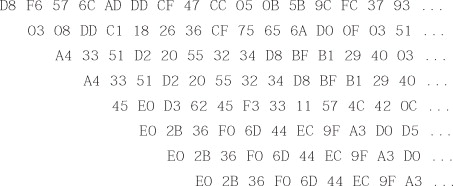 D8 F6 57 6C AD DD CF 47 CC 05 0B 5B 9C FC 37 93 ...
03 08 DD C1 18 26 36 CF 75 65 6A D0 0F 03 51 ...
A4 33 51 D2 20 55 32 34 D8 BF B1 29 40 03 ...
A4 33 51 D2 20 55 32 34 D8 BF B1 29 40 ...
45 E0 D3 62 45 F3 33 11 57 4C 42 0C ...
E0 2B 36 F0 6D 44 EC 9F A3 D0 D5 ...
E0 2B 36 F0 6D 44 EC 9F A3 D0 ...
E0 2B 36 F0 6D 44 EC 9F A3 ...